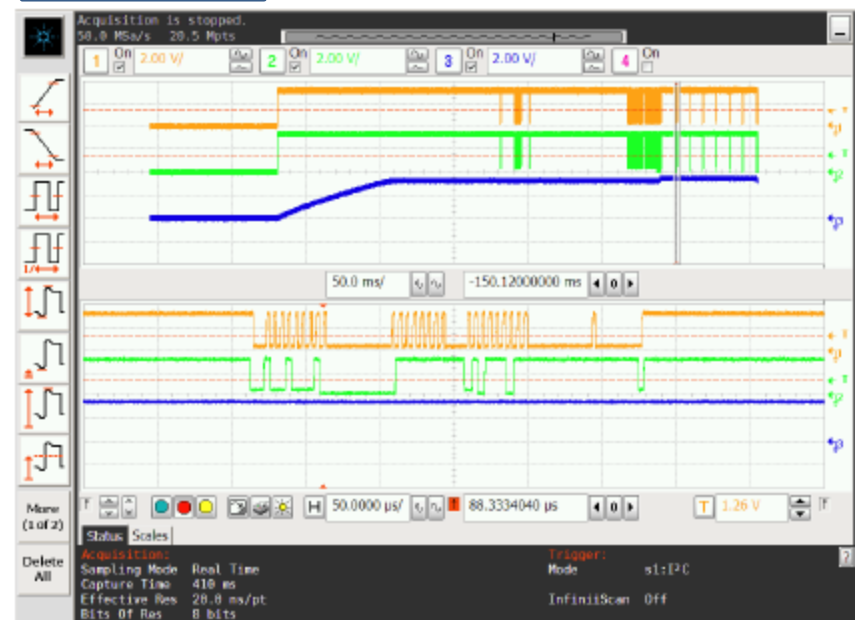 Acquisition is stopped.
50.0 MSa/s 20.5 Mpts
1 On 2.00 V/ 2 On 2.00 V/ 3 On 2.00 V/ 4 On
T
T
50.0 ms/ -150.12000000 ms 0
T
T
More
(1 of 2)
Delete
All
H 50.0000 µs/ 88.3334040 µs 0 T 1.26 V
Status Scales
Acquisition:
Sampling Mode Real Time
Capture Time 410 ms
Effective Res 20.0 ns/pt
Bits Of Res 8 bits
Trigger:
Mode s1:I²C
InfiniiScan Off
?